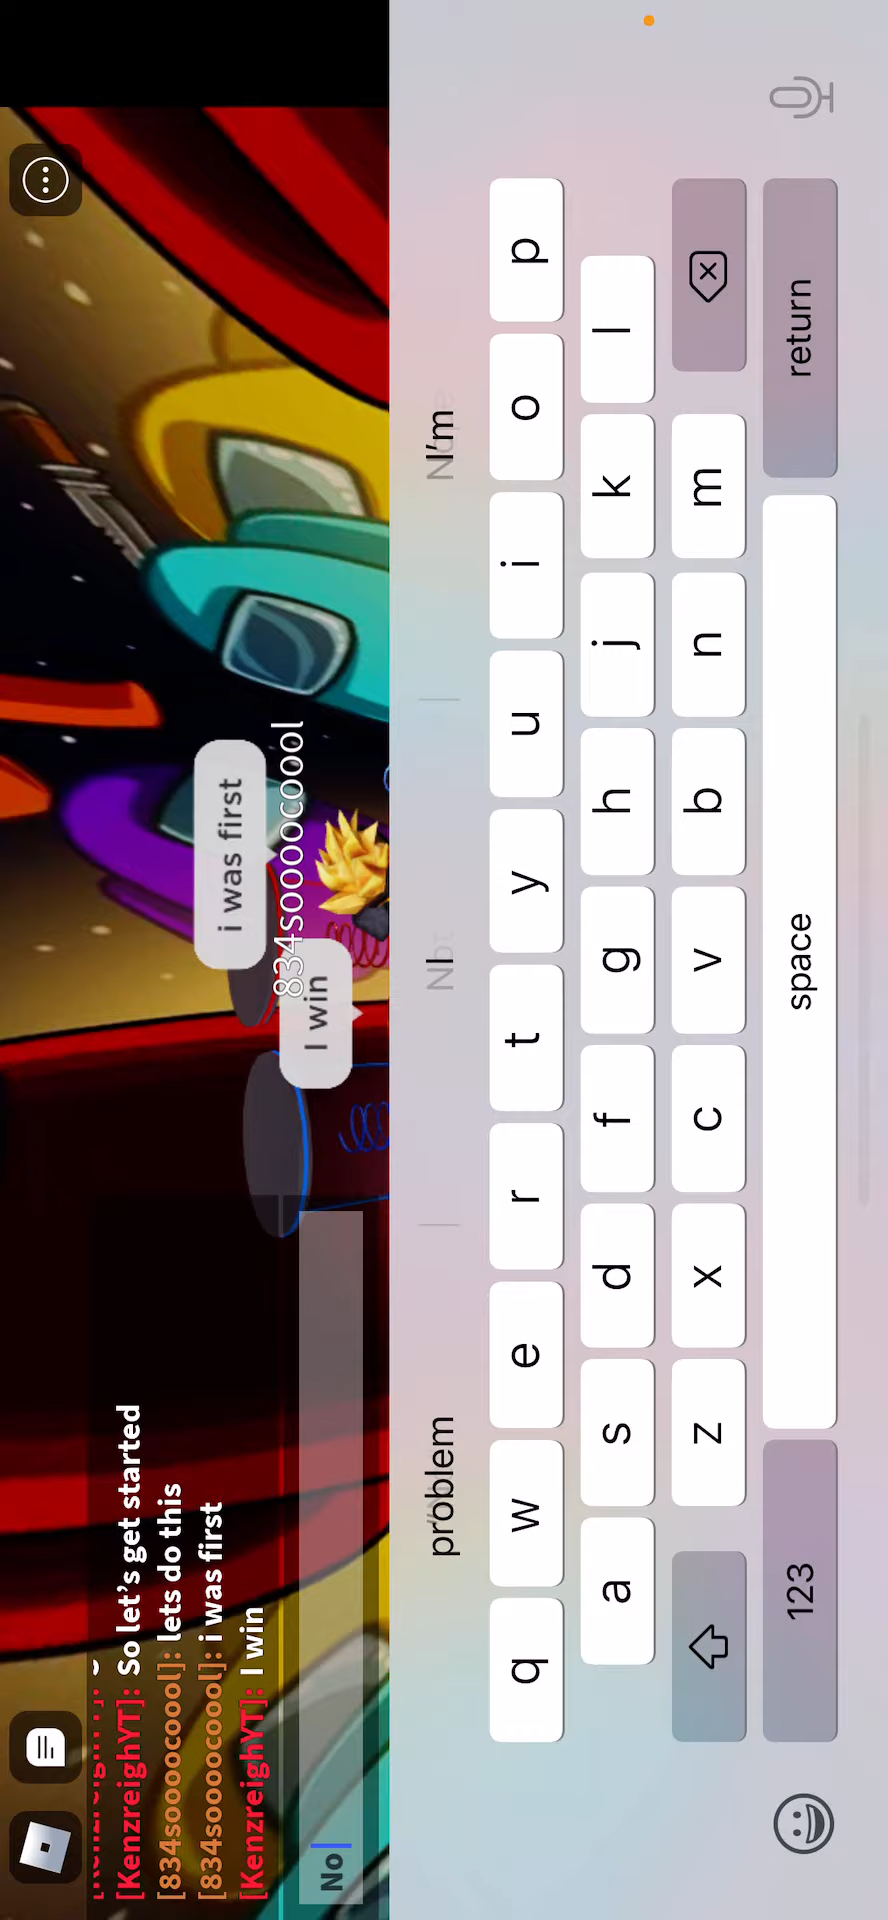 [KenzreighYT]: So let's get started
[834soooocoool]: lets do this
[834soooocoool]: i was first
[KenzreighYT]: I win
No
i was first
834soooocoool
I win
problem
I
I'm
q w e r t y u i o p
a s d f g h j k l
z x c v b n m
123 space return